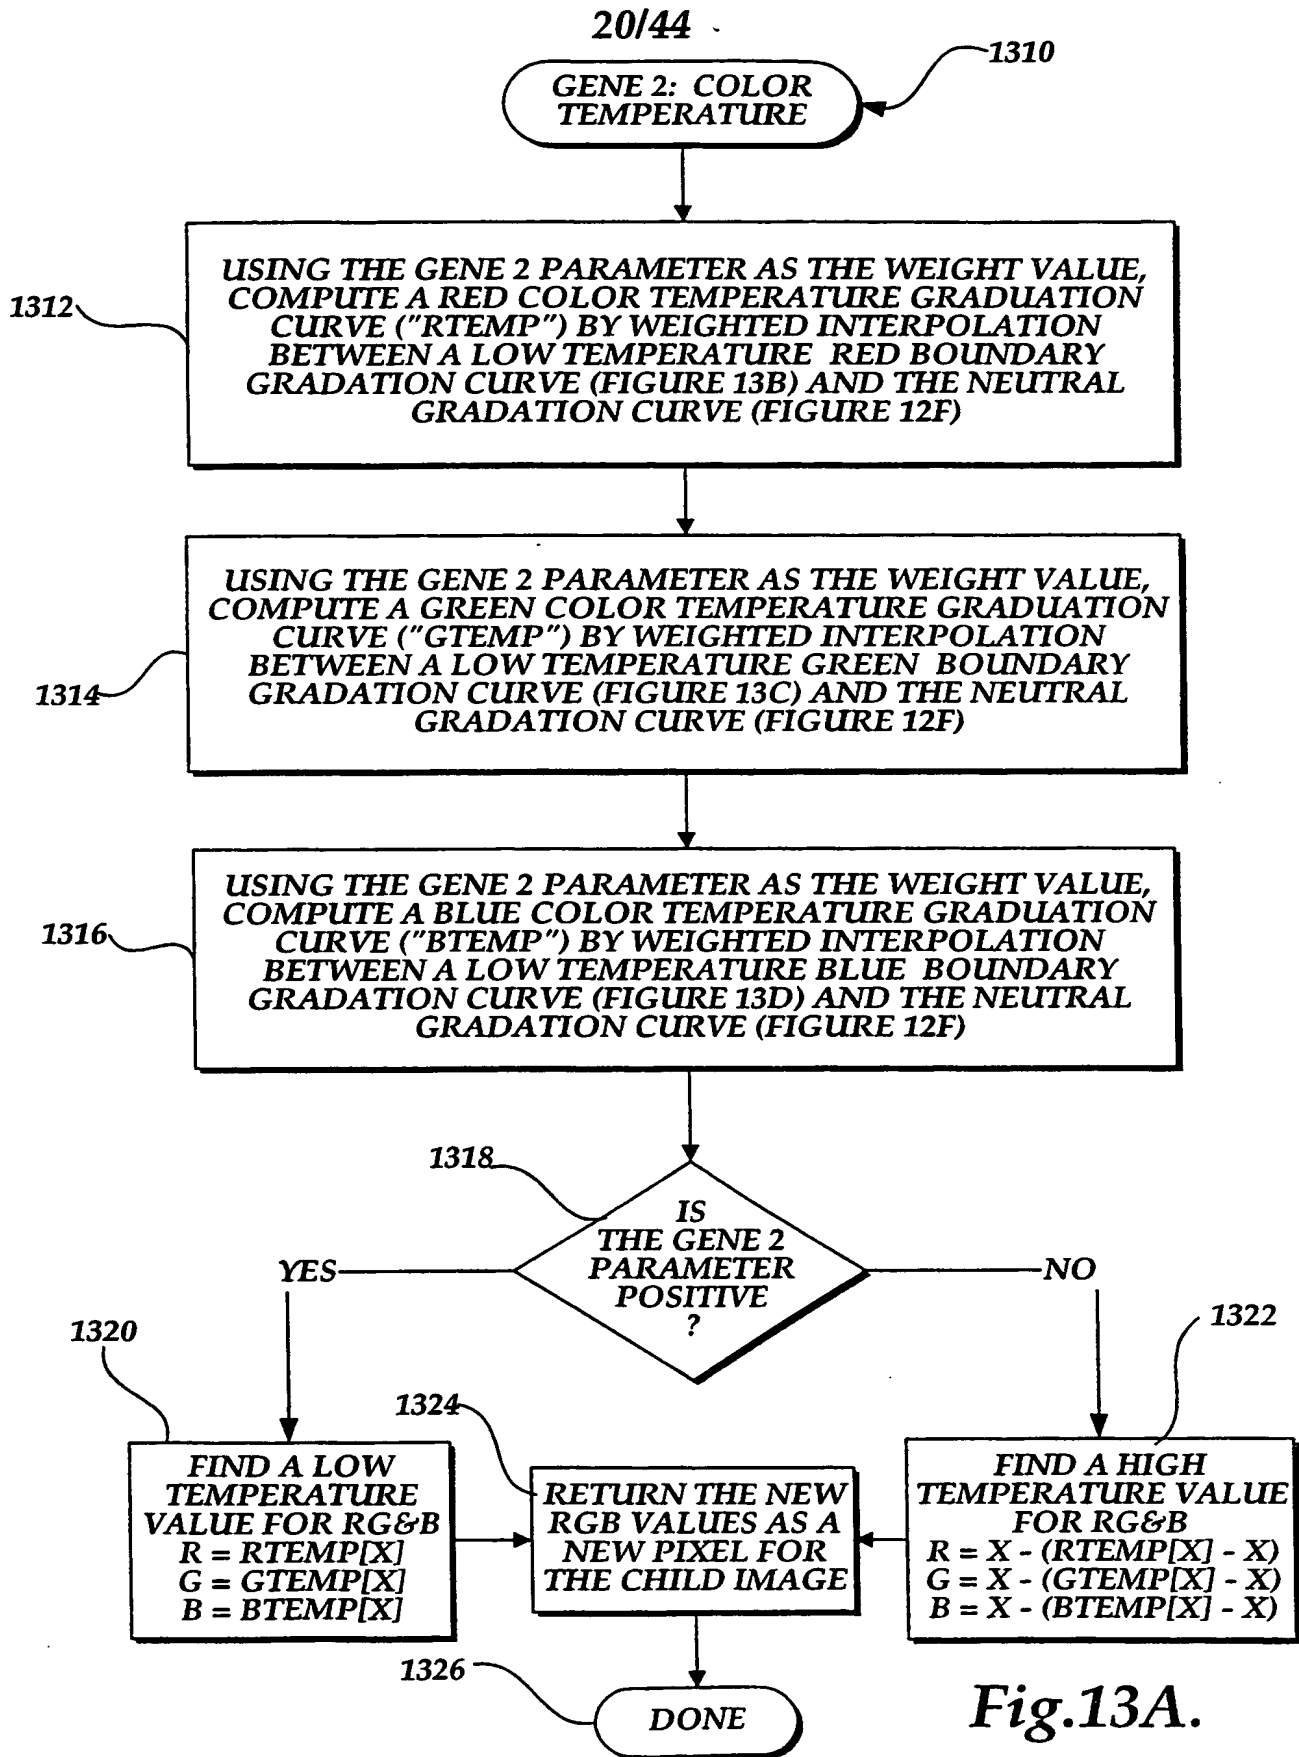 20/44
1310
GENE 2: COLOR
TEMPERATURE
1312
USING THE GENE 2 PARAMETER AS THE WEIGHT VALUE,
COMPUTE A RED COLOR TEMPERATURE GRADUATION
CURVE ("RTEMP") BY WEIGHTED INTERPOLATION
BETWEEN A LOW TEMPERATURE RED BOUNDARY
GRADATION CURVE (FIGURE 13B) AND THE NEUTRAL
GRADATION CURVE (FIGURE 12F)
1314
USING THE GENE 2 PARAMETER AS THE WEIGHT VALUE,
COMPUTE A GREEN COLOR TEMPERATURE GRADUATION
CURVE ("GTEMP") BY WEIGHTED INTERPOLATION
BETWEEN A LOW TEMPERATURE GREEN BOUNDARY
GRADATION CURVE (FIGURE 13C) AND THE NEUTRAL
GRADATION CURVE (FIGURE 12F)
1316
USING THE GENE 2 PARAMETER AS THE WEIGHT VALUE,
COMPUTE A BLUE COLOR TEMPERATURE GRADUATION
CURVE ("BTEMP") BY WEIGHTED INTERPOLATION
BETWEEN A LOW TEMPERATURE BLUE BOUNDARY
GRADATION CURVE (FIGURE 13D) AND THE NEUTRAL
GRADATION CURVE (FIGURE 12F)
1318
IS
THE GENE 2
PARAMETER
POSITIVE
?
YES
NO
1320
FIND A LOW
TEMPERATURE
VALUE FOR RG&B
R = RTEMP[X]
G = GTEMP[X]
B = BTEMP[X]
1324
RETURN THE NEW
RGB VALUES AS A
NEW PIXEL FOR
THE CHILD IMAGE
1322
FIND A HIGH
TEMPERATURE VALUE
FOR RG&B
R = X - (RTEMP[X] - X)
G = X - (GTEMP[X] - X)
B = X - (BTEMP[X] - X)
1326
DONE
Fig.13A.